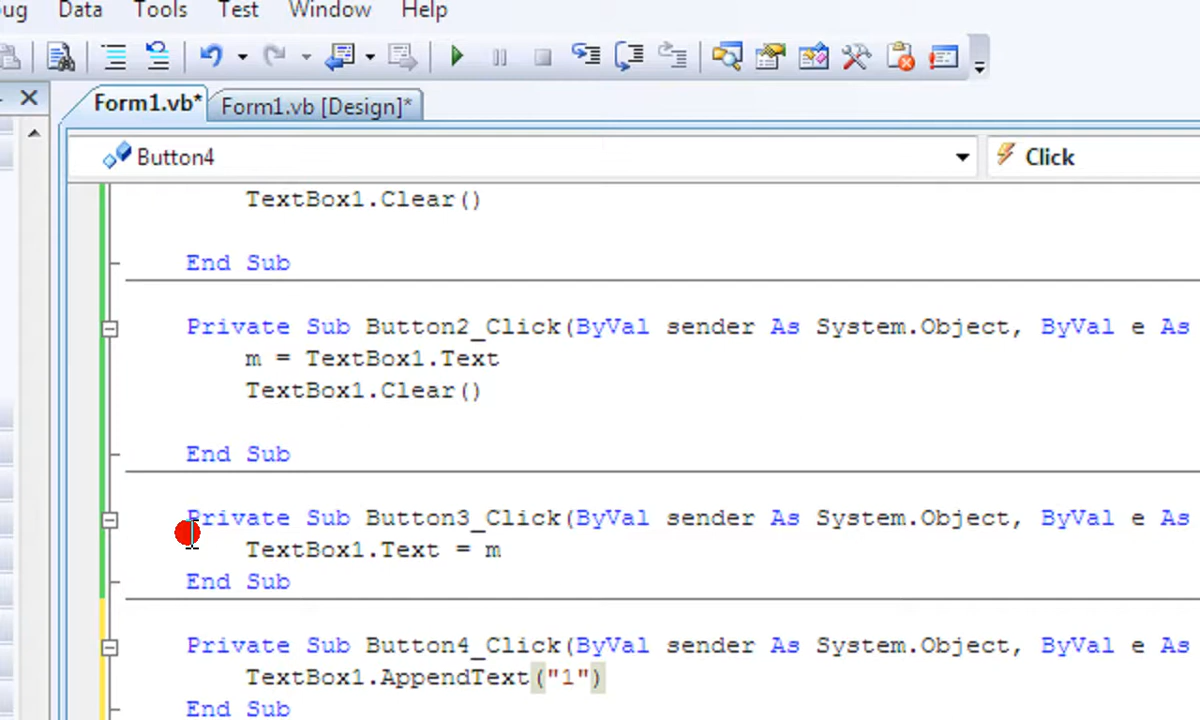 ug Data Tools Test Window Help
Form1.vb* Form1.vb [Design]*
Button4 Click
TextBox1.Clear()
End Sub
Private Sub Button2_Click(ByVal sender As System.Object, ByVal e As
m = TextBox1.Text
TextBox1.Clear()
End Sub
Private Sub Button3_Click(ByVal sender As System.Object, ByVal e As
TextBox1.Text = m
End Sub
Private Sub Button4_Click(ByVal sender As System.Object, ByVal e As
TextBox1.AppendText("1")
End Sub